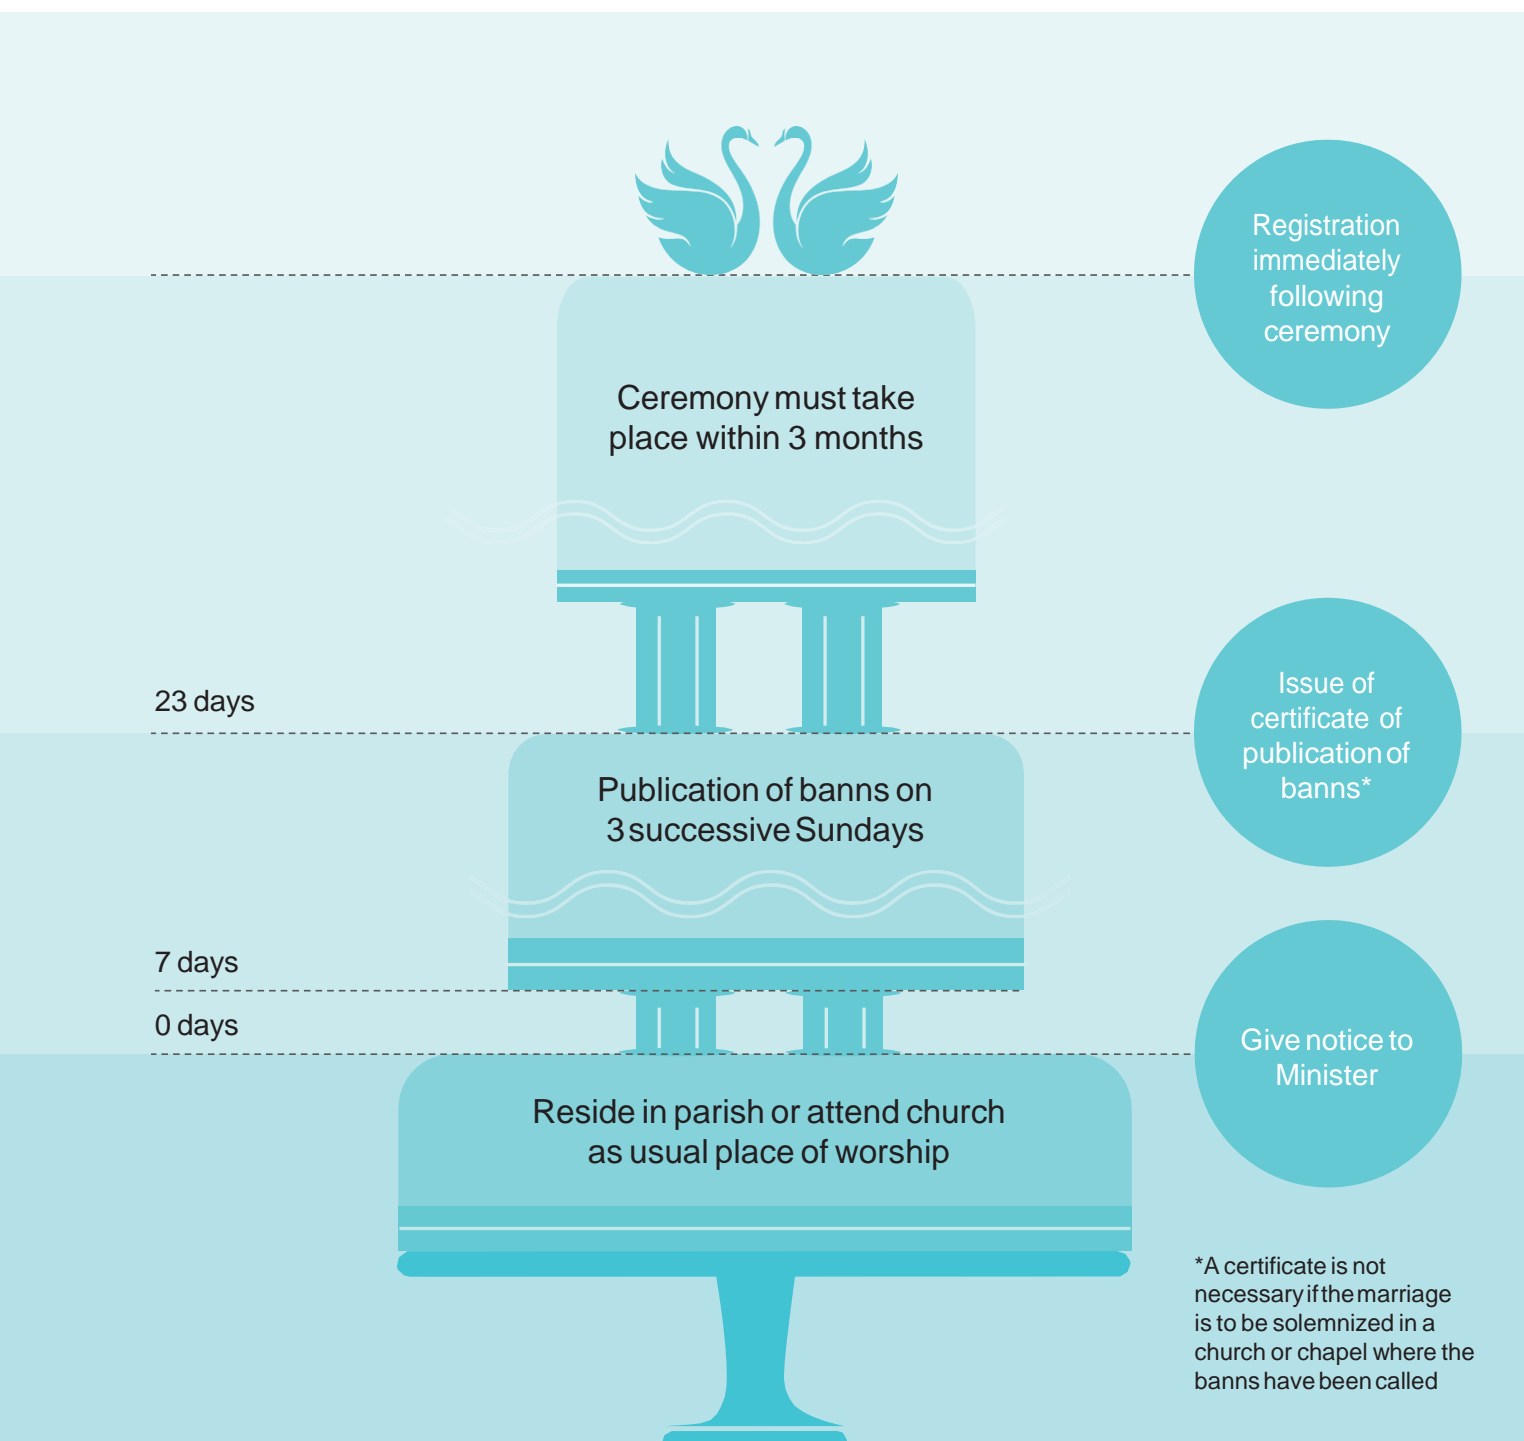 Registration
immediately
following
ceremony
Ceremony must take
place within 3 months
23 days
Issue of
certificate of
publication of
banns*
Publication of banns on
3 successive Sundays
7 days
0 days
Give notice to
Minister
Reside in parish or attend church
as usual place of worship
*A certificate is not
necessary if the marriage
is to be solemnized in a
church or chapel where the
banns have been called